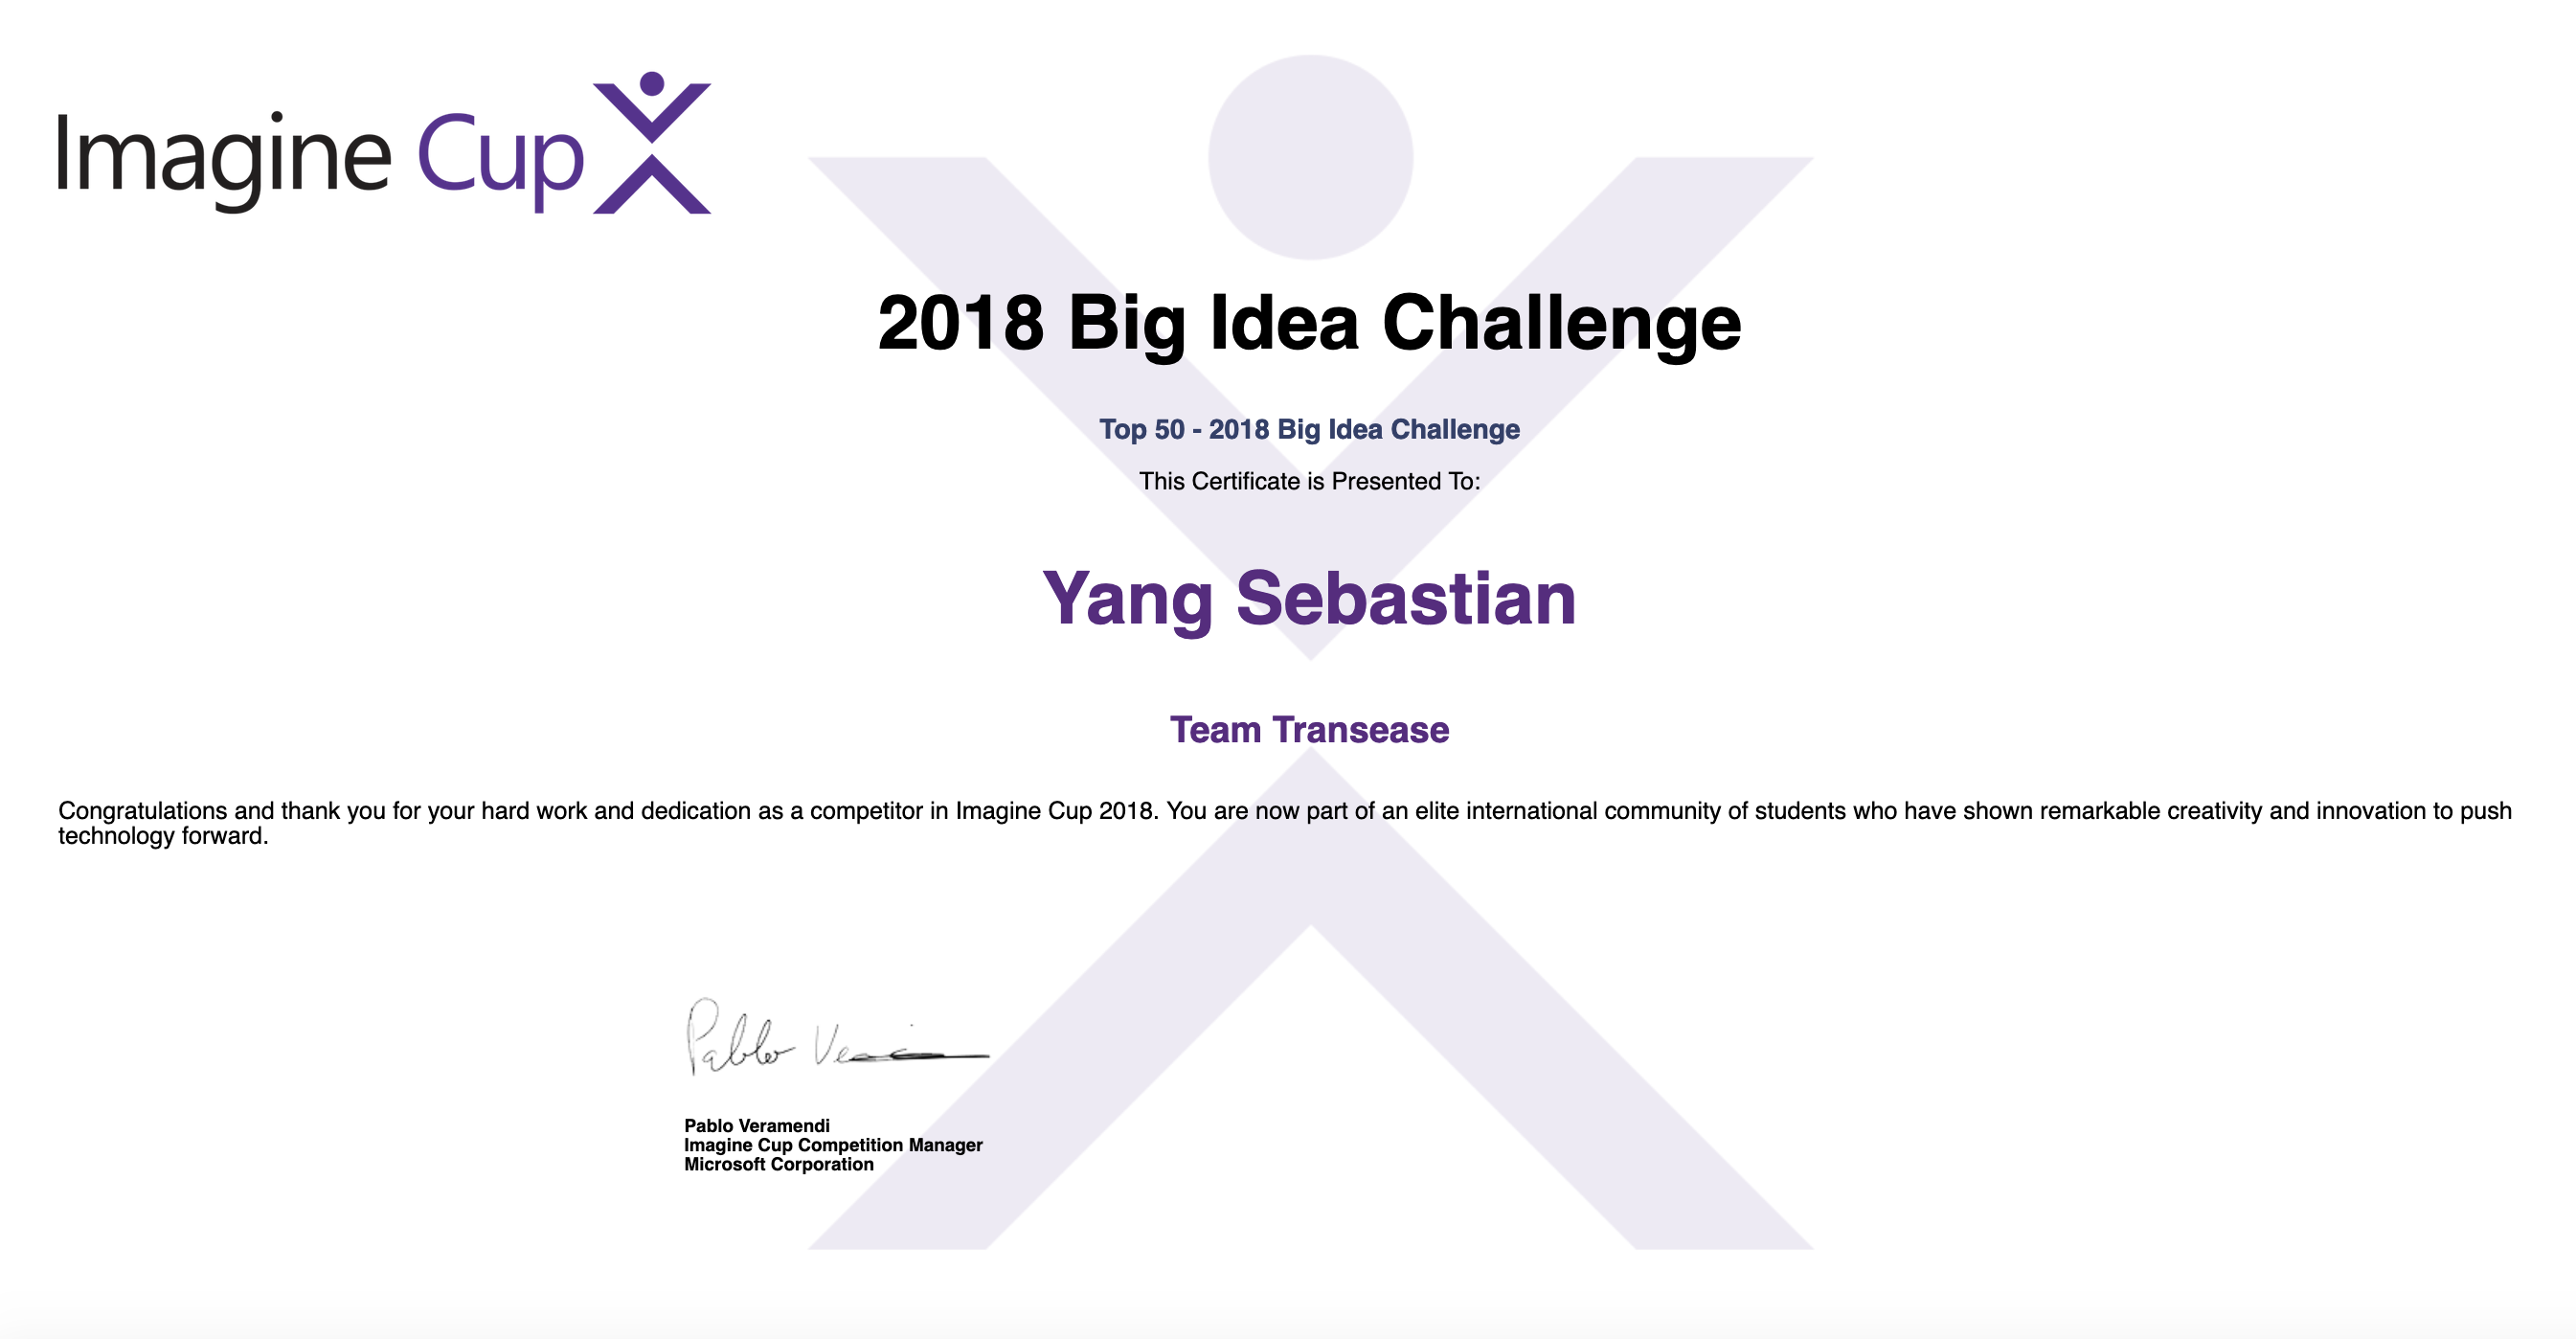 Imagine Cup
2018 Big Idea Challenge
Top 50 - 2018 Big Idea Challenge
This Certificate is Presented To:
Yang Sebastian
Team Transease
Congratulations and thank you for your hard work and dedication as a competitor in Imagine Cup 2018. You are now part of an elite international community of students who have shown remarkable creativity and innovation to push
technology forward.
Pablo
Pablo Veramendi
Imagine Cup Competition Manager
Microsoft Corporation